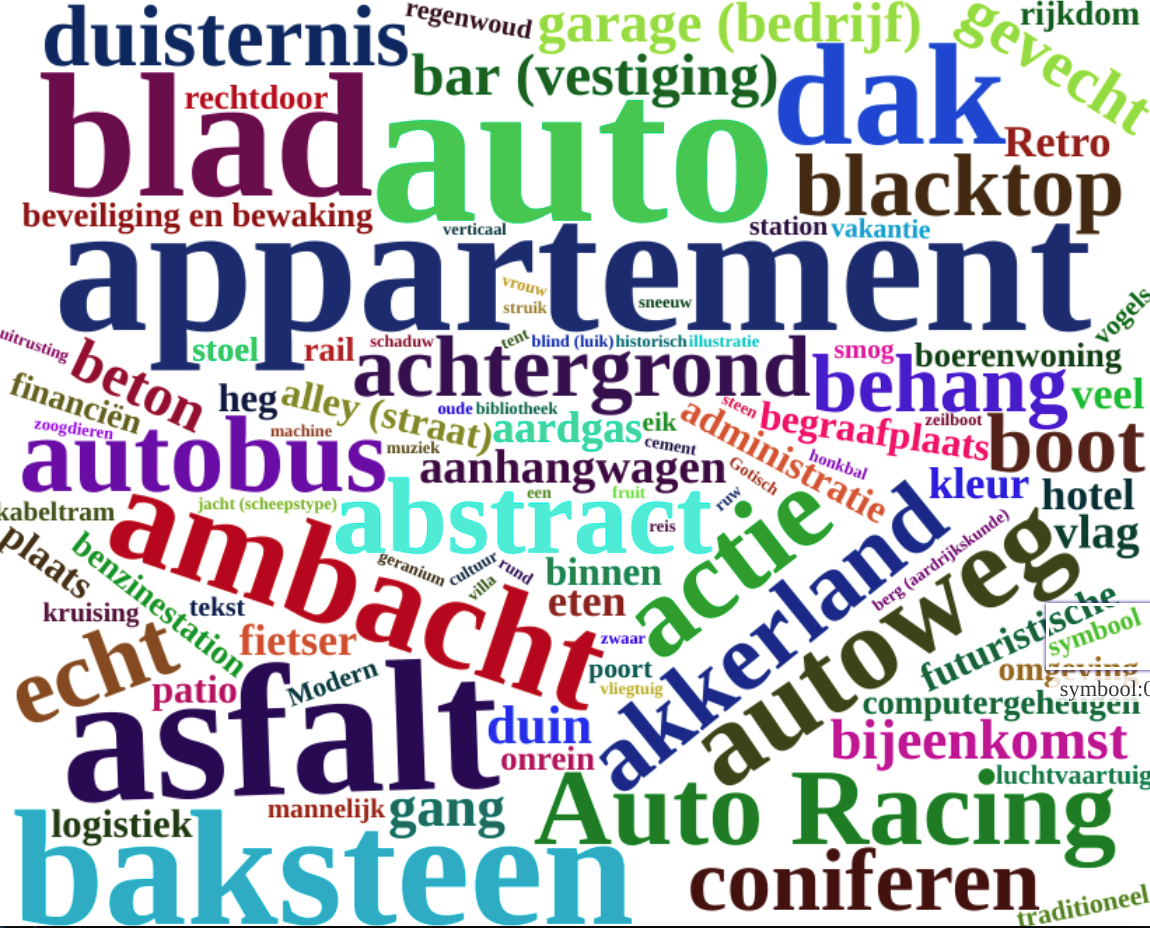 duisternis
regenwoud
garage (bedrijf)
gevecht
rijkdom
bar (vestiging)
dak
blad
rechtdoor
auto
Retro
blacktop
beveiliging en bewaking
verticaal
station
vakantie
appartement
vrouw
struik
sneeuw
vogels
uitrusting
beton
stoel
rail
schaduw
tent
blind (luik)
historisch
illustratie
achtergrond
smog
boerenwoning
behang
veel
financiën
heg
alley (straat)
oude
bibliotheek
aardgas
eik
administratie
steen
begraafplaats
zeilboot
boot
zoogdieren
autobus
machine
muziek
cement
aanhangwagen
Gotisch
honkbal
kleur
hotel
kabeltram
jacht (scheepstype)
abstract
een
fruit
ruw
reis
actie
vlag
plaats
benzinestation
ambacht
geranium
cultuur
rund
villa
binnen
eten
akkerland
berg (aardrijkskunde)
autoweg
futuristische
symbool
kruising
tekst
fietser
zwaar
echt
patio
Modern
poort
vliegtuig
omgeving
symbool:0
computergeheugen
asfalt
duin
onrein
bijeenkomst
luchtvaartuig
logistiek
mannelijk
gang
Auto Racing
baksteen
coniferen
traditioneel